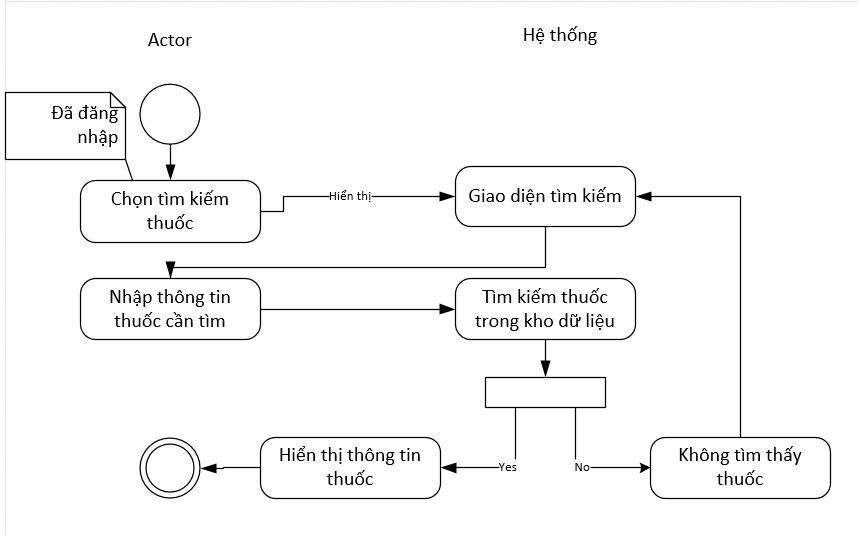 Actor
Hệ thống
Đã đăng
nhập
Chọn tìm kiếm
thuốc
Hiển thị
Giao diện tìm kiếm
Nhập thông tin
thuốc cần tìm
Tìm kiếm thuốc
trong kho dữ liệu
Hiển thị thông tin
thuốc
Yes
No
Không tìm thấy
thuốc